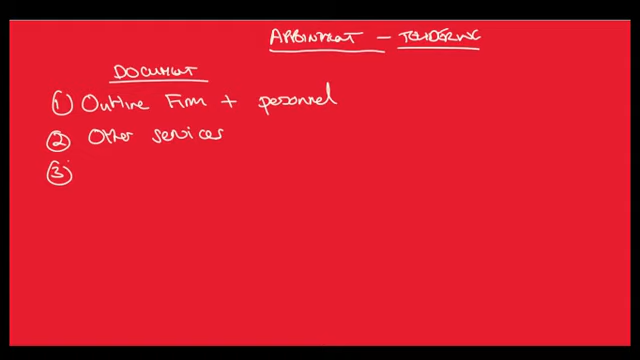 APPOINTMENT - TENDERING
DOCUMENT
① Outline Firm + personnel
② Other services
③